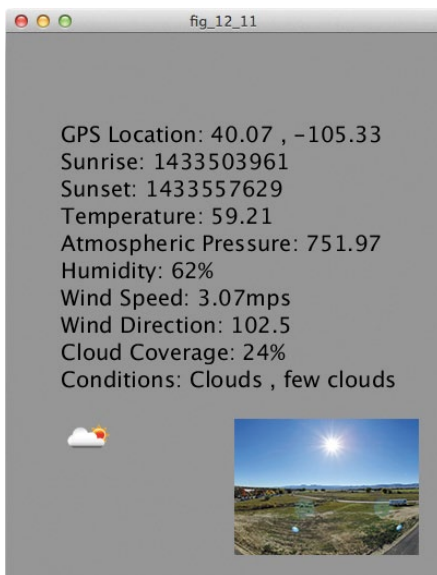 fig_12_11
GPS Location: 40.07 , -105.33
Sunrise: 1433503961
Sunset: 1433557629
Temperature: 59.21
Atmospheric Pressure: 751.97
Humidity: 62%
Wind Speed: 3.07mps
Wind Direction: 102.5
Cloud Coverage: 24%
Conditions: Clouds , few clouds